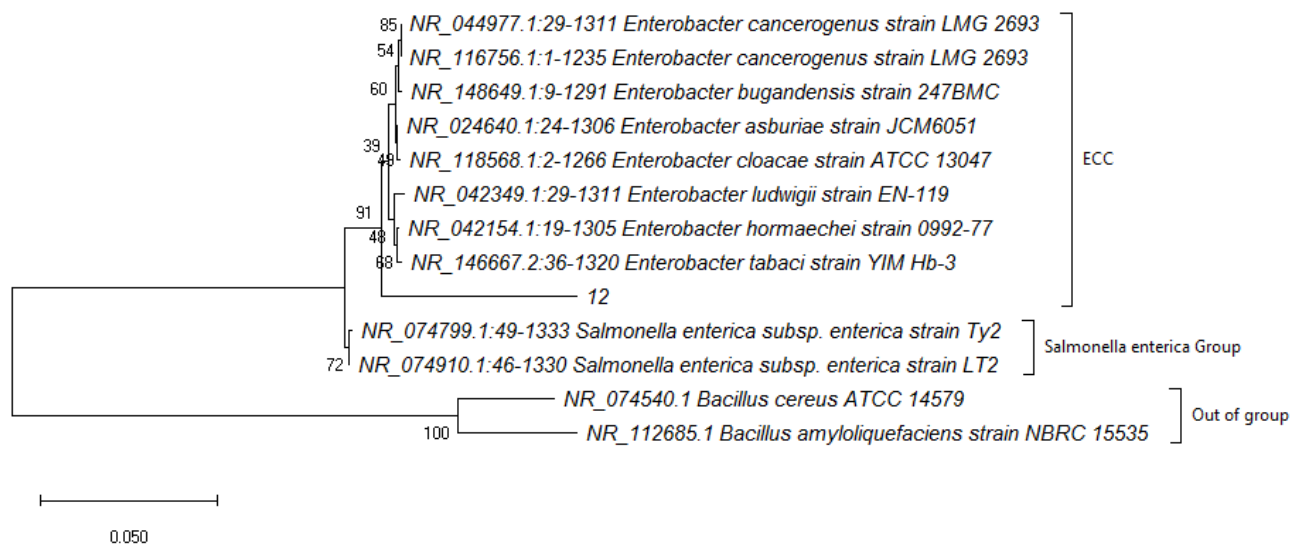 85 NR_044977.1:29-1311 Enterobacter cancerogenus strain LMG 2693
54 NR_116756.1:1-1235 Enterobacter cancerogenus strain LMG 2693
60 NR_148649.1:9-1291 Enterobacter bugandensis strain 247BMC
NR_024640.1:24-1306 Enterobacter asburiae strain JCM6051
39
49 NR_118568.1:2-1266 Enterobacter cloacae strain ATCC 13047
ECC
NR_042349.1:29-1311 Enterobacter ludwigii strain EN-119
91
48 NR_042154.1:19-1305 Enterobacter hormaechei strain 0992-77
68 NR_146667.2:36-1320 Enterobacter tabaci strain YIM Hb-3
12
NR_074799.1:49-1333 Salmonella enterica subsp. enterica strain Ty2
Salmonella enterica Group
72 NR_074910.1:46-1330 Salmonella enterica subsp. enterica strain LT2
NR_074540.1 Bacillus cereus ATCC 14579
Out of group
100 NR_112685.1 Bacillus amyloliquefaciens strain NBRC 15535
0.050